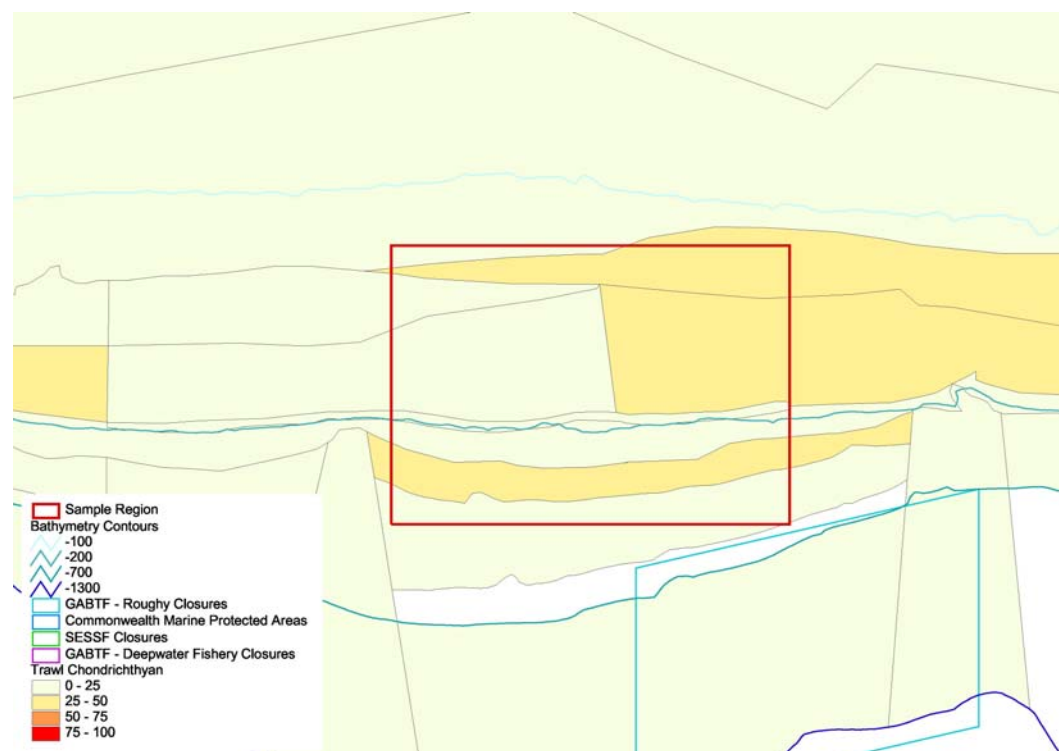 Sample Region
Bathymetry Contours
-100
-200
-700
-1300
GABTF - Roughy Closures
Commonwealth Marine Protected Areas
SESSF Closures
GABTF - Deepwater Fishery Closures
Trawl Chondrichthyan
0 - 25
25 - 50
50 - 75
75 - 100